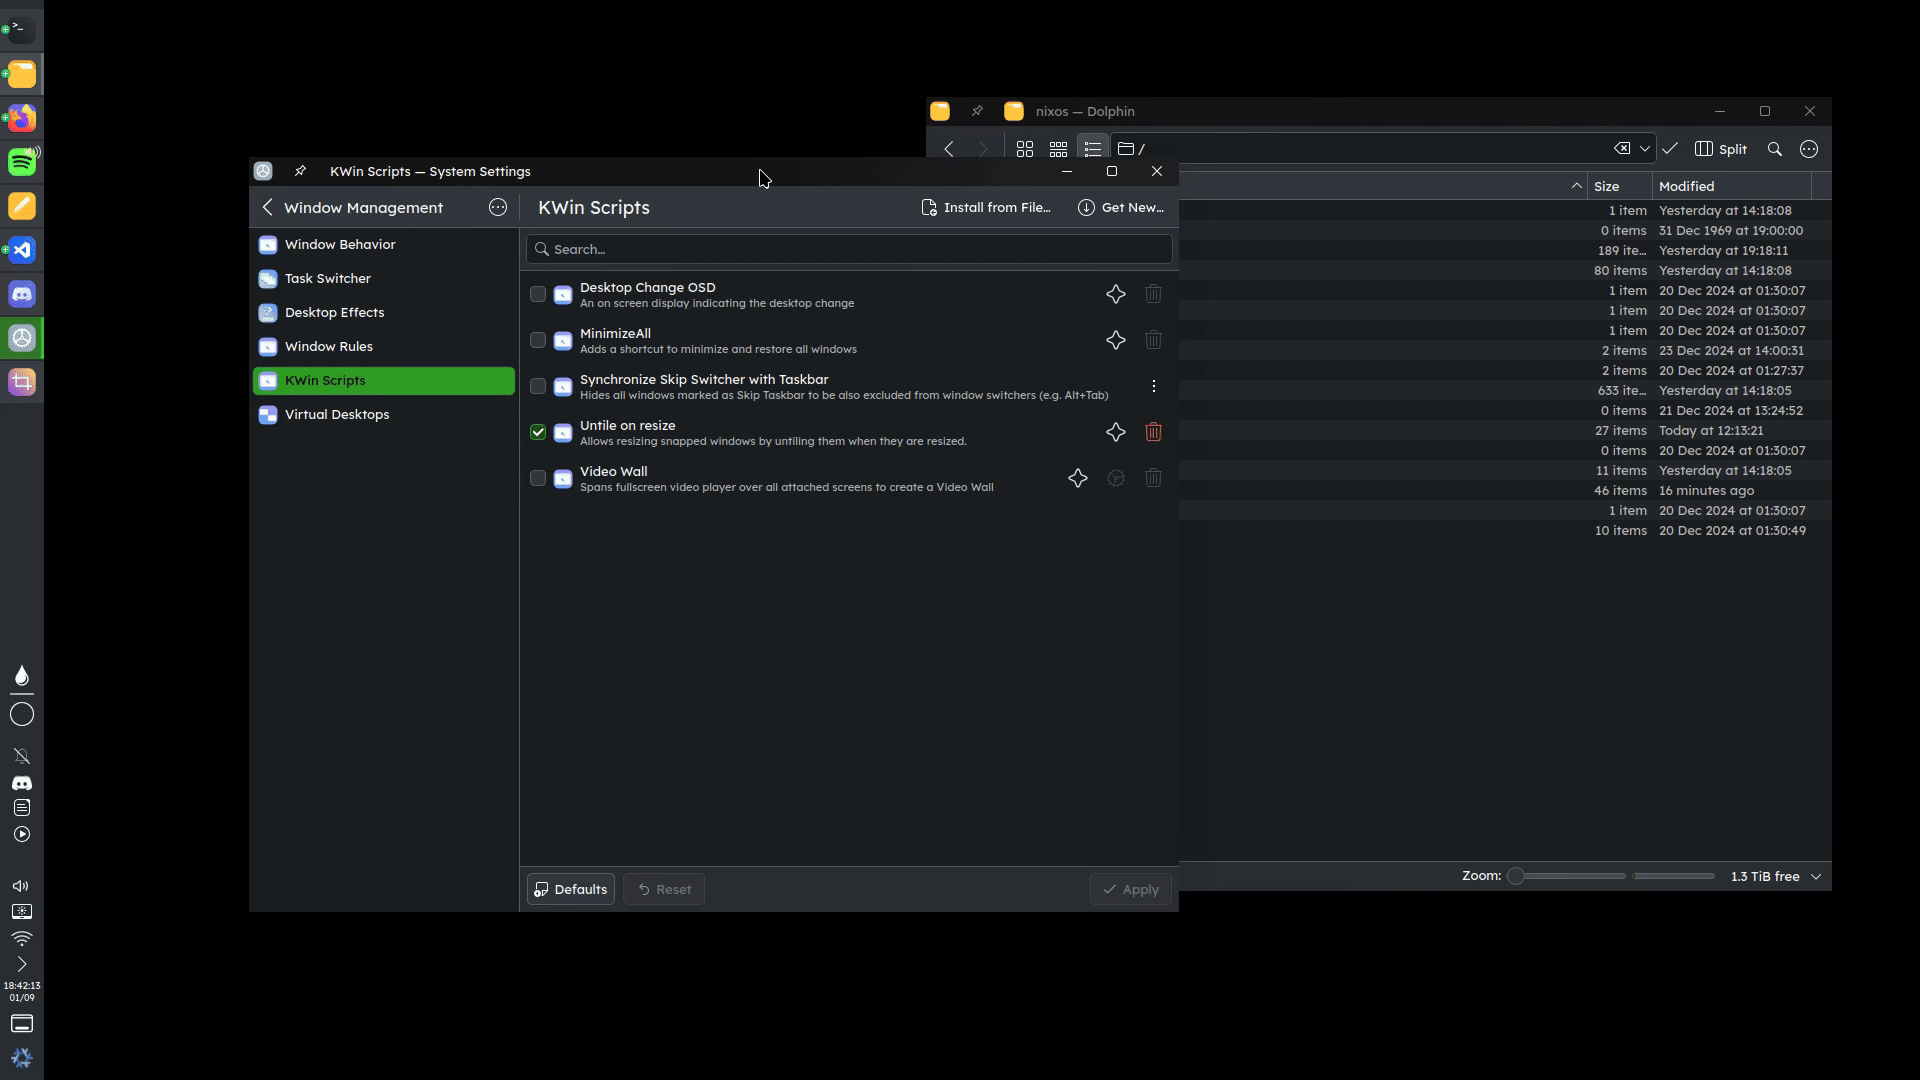 nixos — Dolphin
/
Split
KWin Scripts — System Settings
Window Management
KWin Scripts
Install from File...
Get New...
Size
Modified
Window Behavior
Task Switcher
Desktop Effects
Window Rules
KWin Scripts
Virtual Desktops
Search...
Desktop Change OSD
An on screen display indicating the desktop change
MinimizeAll
Adds a shortcut to minimize and restore all windows
Synchronize Skip Switcher with Taskbar
Hides all windows marked as Skip Taskbar to be also excluded from window switchers (e.g. Alt+Tab)
Untile on resize
Allows resizing snapped windows by untiling them when they are resized.
Video Wall
Spans fullscreen video player over all attached screens to create a Video Wall
1 item Yesterday at 14:18:08
0 items 31 Dec 1969 at 19:00:00
189 ite... Yesterday at 19:18:11
80 items Yesterday at 14:18:08
1 item 20 Dec 2024 at 01:30:07
1 item 20 Dec 2024 at 01:30:07
1 item 20 Dec 2024 at 01:30:07
2 items 23 Dec 2024 at 14:00:31
2 items 20 Dec 2024 at 01:27:37
633 ite... Yesterday at 14:18:05
0 items 21 Dec 2024 at 13:24:52
27 items Today at 12:13:21
0 items 20 Dec 2024 at 01:30:07
11 items Yesterday at 14:18:05
46 items 16 minutes ago
1 item 20 Dec 2024 at 01:30:07
10 items 20 Dec 2024 at 01:30:49
Defaults
Reset
Apply
Zoom:
1.3 TiB free
18:42:13
01/09